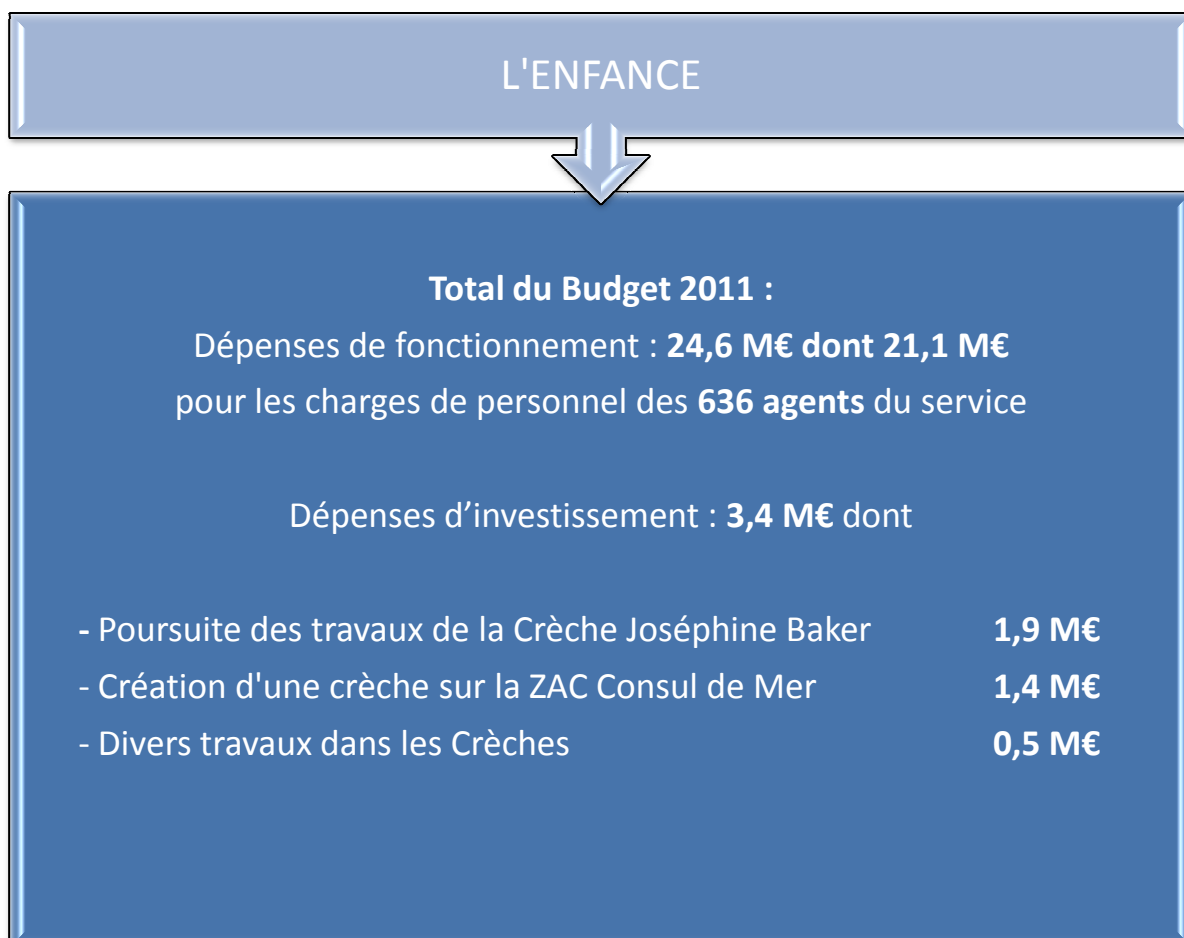 L'ENFANCE
Total du Budget 2011 :
Dépenses de fonctionnement : 24,6 M€ dont 21,1 M€
pour les charges de personnel des 636 agents du service
Dépenses d’investissement : 3,4 M€ dont
- Poursuite des travaux de la Crèche Joséphine Baker 1,9 M€
- Création d'une crèche sur la ZAC Consul de Mer 1,4 M€
- Divers travaux dans les Crèches 0,5 M€